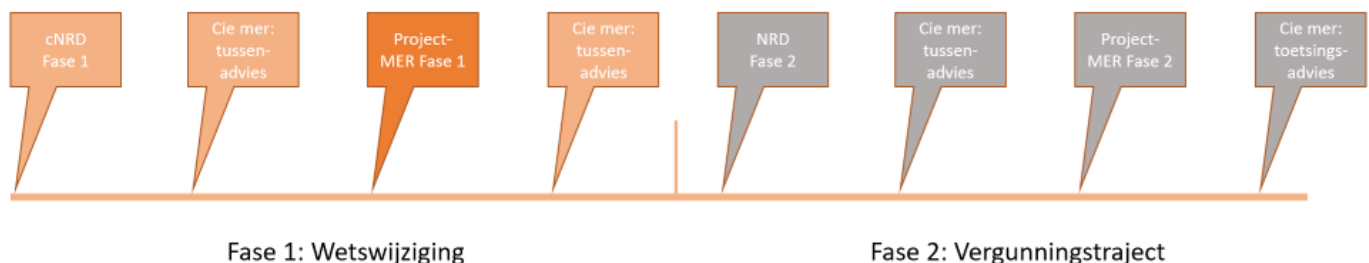 cNRD
Fase 1
Cie mer:
tussen-
advies
Project-
MER Fase 1
Cie mer:
tussen-
advies
NRD
Fase 2
Cie mer:
tussen-
advies
Project-
MER Fase 2
Cie mer:
toetsings-
advies
Fase 1: Wetswijziging
Fase 2: Vergunningstraject